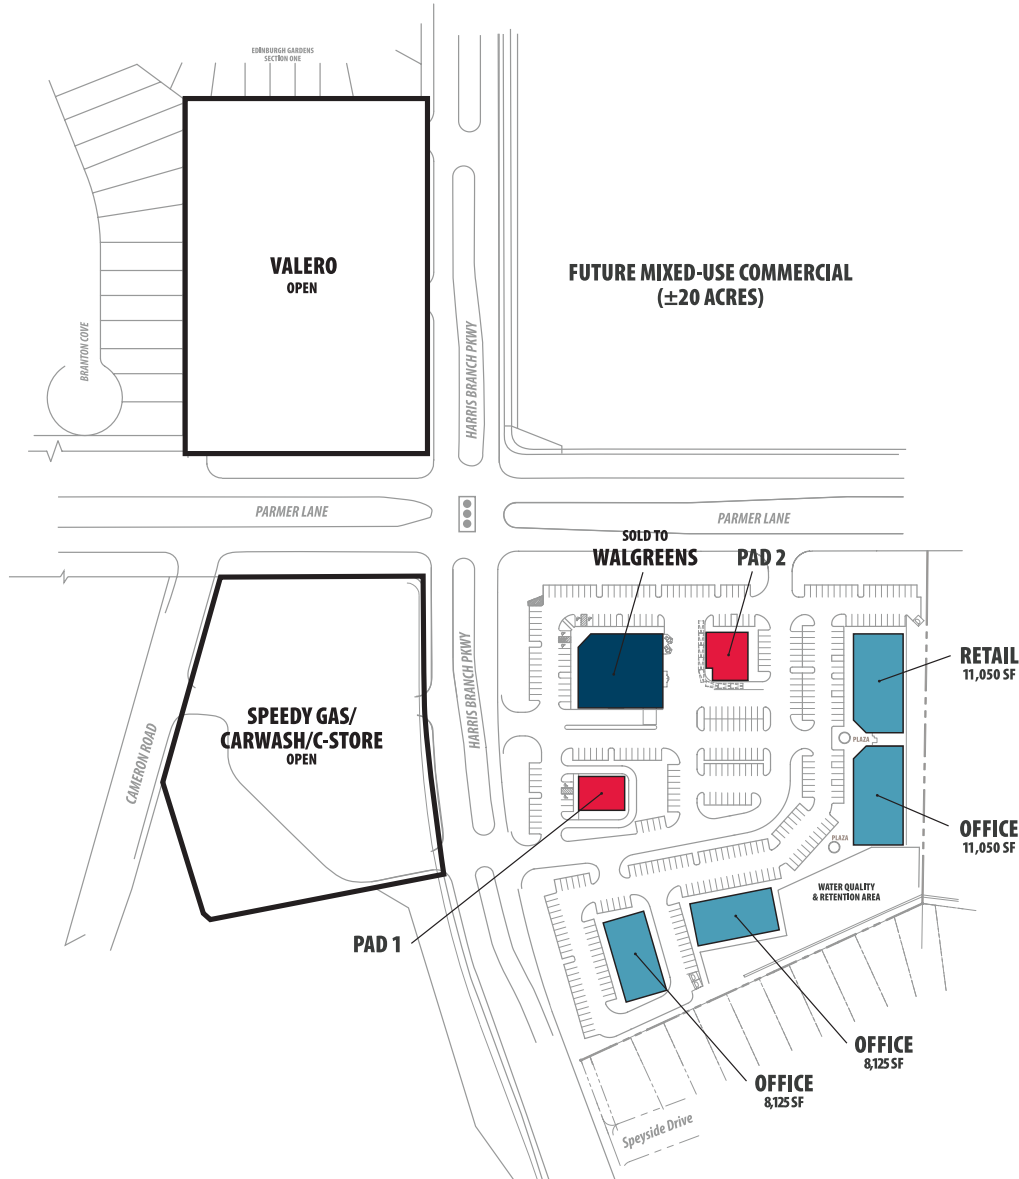 EDINBURGH GARDENS
SECTION ONE
VALERO
OPEN
FUTURE MIXED-USE COMMERCIAL
(±20 ACRES)
BRANTON COVE
HARRIS BRANCH PKWY
PARMER LANE
PARMER LANE
SOLD TO
WALGREENS
PAD 2
HARRIS BRANCH PKWY
RETAIL
11,050 SF
SPEEDY GAS/
CARWASH/C-STORE
OPEN
CAMERON ROAD
PLAZA
OFFICE
11,050 SF
PLAZA
WATER QUALITY
& RETENTION AREA
PAD 1
OFFICE
8,125 SF
OFFICE
8,125 SF
Speyside Drive